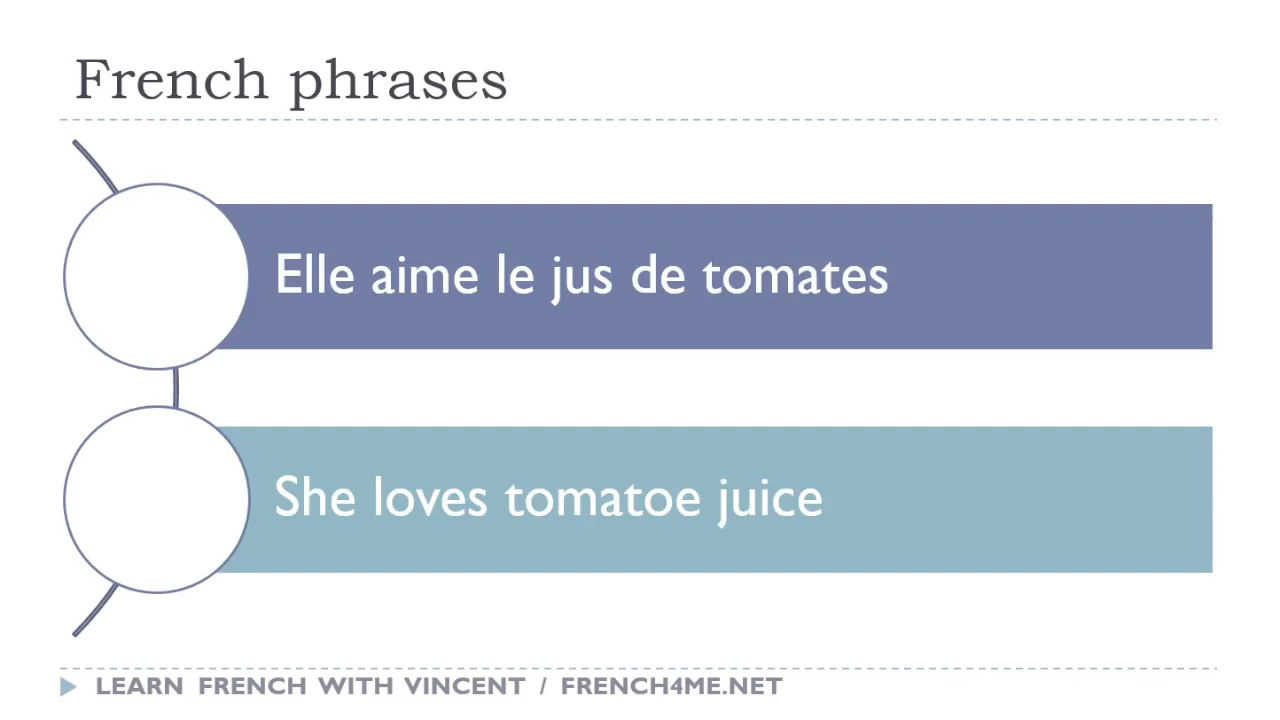 French phrases
Elle aime le jus de tomates
She loves tomatoe juice
LEARN FRENCH WITH VINCENT / FRENCH4ME.NET